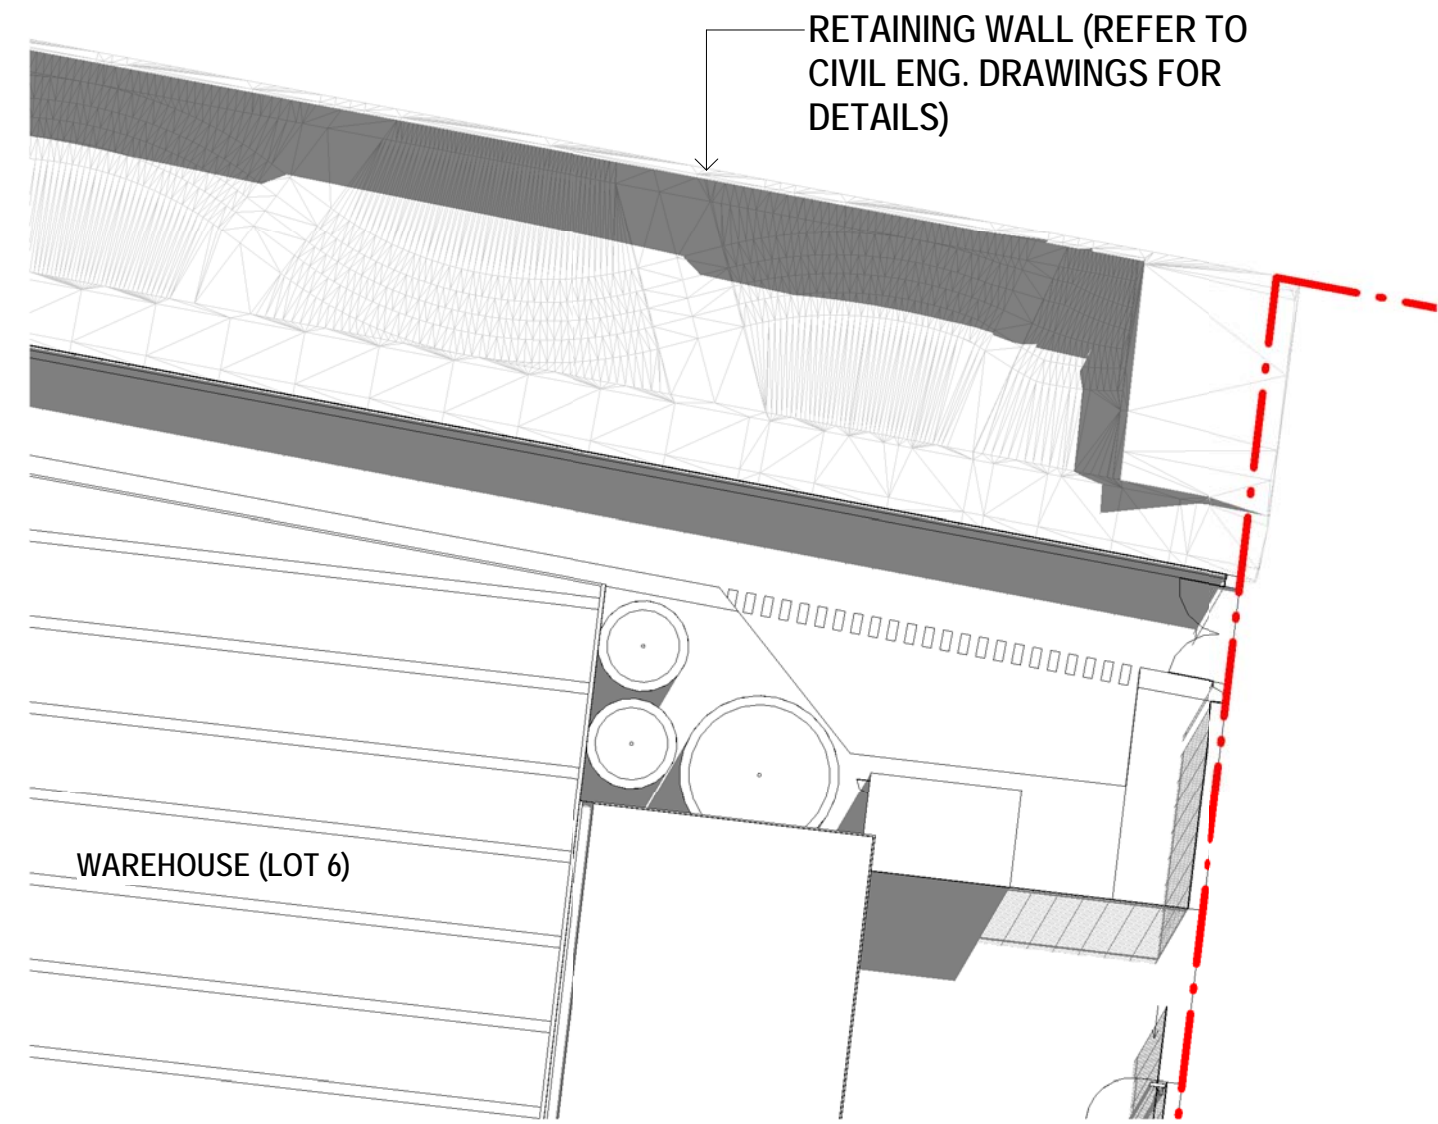 RETAINING WALL (REFER TO
CIVIL ENG. DRAWINGS FOR
DETAILS)
WAREHOUSE (LOT 6)